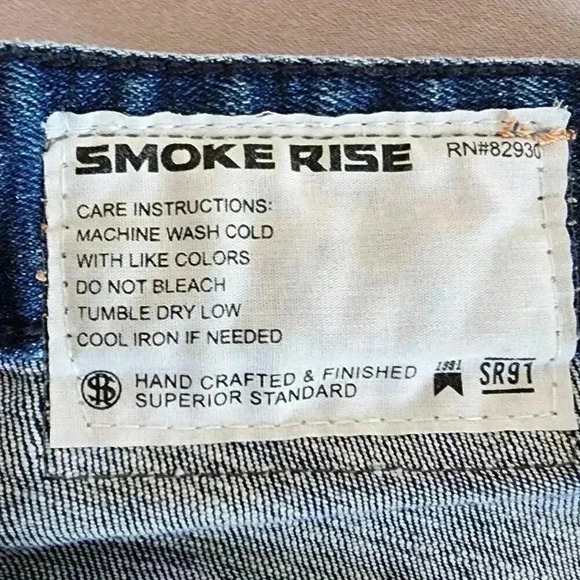 SMOKE RISE RN#82930
CARE INSTRUCTIONS:
MACHINE WASH COLD
WITH LIKE COLORS
DO NOT BLEACH
TUMBLE DRY LOW
COOL IRON IF NEEDED
HAND CRAFTED & FINISHED
SUPERIOR STANDARD
1991
SR91